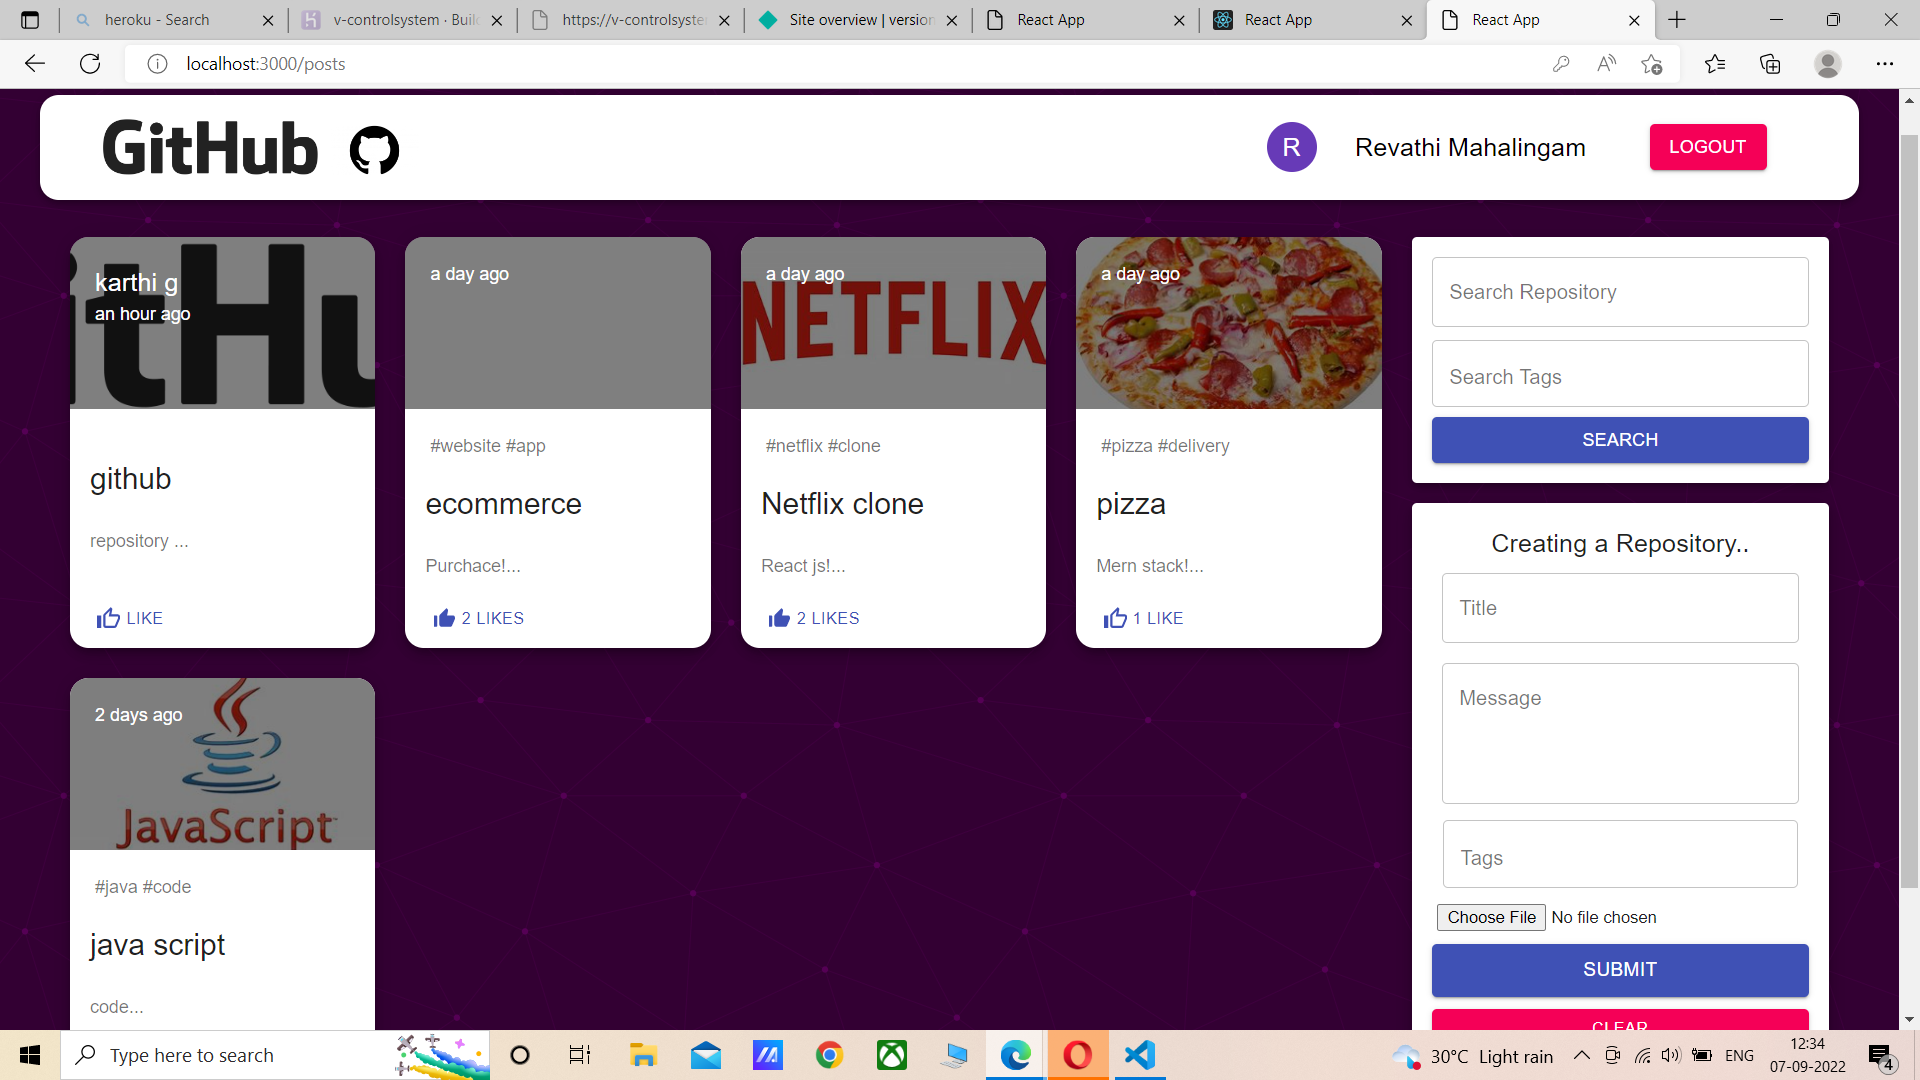 heroku - Search
v-controlsystem · Build
https://v-controlsyste
Site overview | version
React App
React App
React App
localhost:3000/posts
GitHub
R
Revathi Mahalingam
LOGOUT
itHu
karthi g
an hour ago
github
repository ...
LIKE
a day ago
#website #app
ecommerce
Purchace!...
2 LIKES
a day ago
NETFLIX
#netflix #clone
Netflix clone
React js!...
2 LIKES
a day ago
#pizza #delivery
pizza
Mern stack!...
1 LIKE
2 days ago
JavaScript™
#java #code
java script
code...
Search Repository
Search Tags
SEARCH
Creating a Repository..
Title
Message
Tags
Choose File No file chosen
SUBMIT
CLEAR
Type here to search
30°C Light rain
ENG
12:34
07-09-2022
4